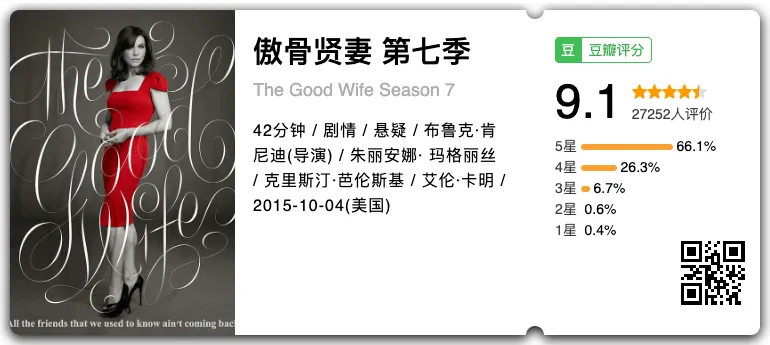 The
Good
Wife
All the friends that we used to know ain't coming back
傲骨贤妻 第七季
The Good Wife Season 7
42分钟 / 剧情 / 悬疑 / 布鲁克·肯
尼迪(导演) / 朱丽安娜· 玛格丽丝
/ 克里斯汀·芭伦斯基 / 艾伦·卡明 /
2015-10-04(美国)
豆 豆瓣评分
9.1
27252人评价
5星 66.1%
4星 26.3%
3星 6.7%
2星 0.6%
1星 0.4%